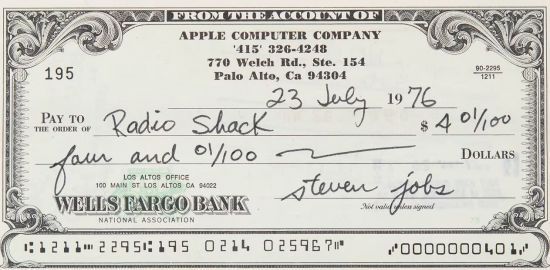 FROM THE ACCOUNT OF
APPLE COMPUTER COMPANY
'415' 326-4248
770 Welch Rd., Ste. 154
Palo Alto, Ca 94304
195
90-2295
1211
23 July 1976
PAY TO THE ORDER OF Radio Shack $ 4 01/100
four and 01/100 DOLLARS
LOS ALTOS OFFICE
100 MAIN ST LOS ALTOS CA 94022
WELLS FARGO BANK
NATIONAL ASSOCIATION
steven jobs
Not valid unless signed
⑆1211⑉2295⑆195 0214 025967⑈ ⑈0000000401⑈